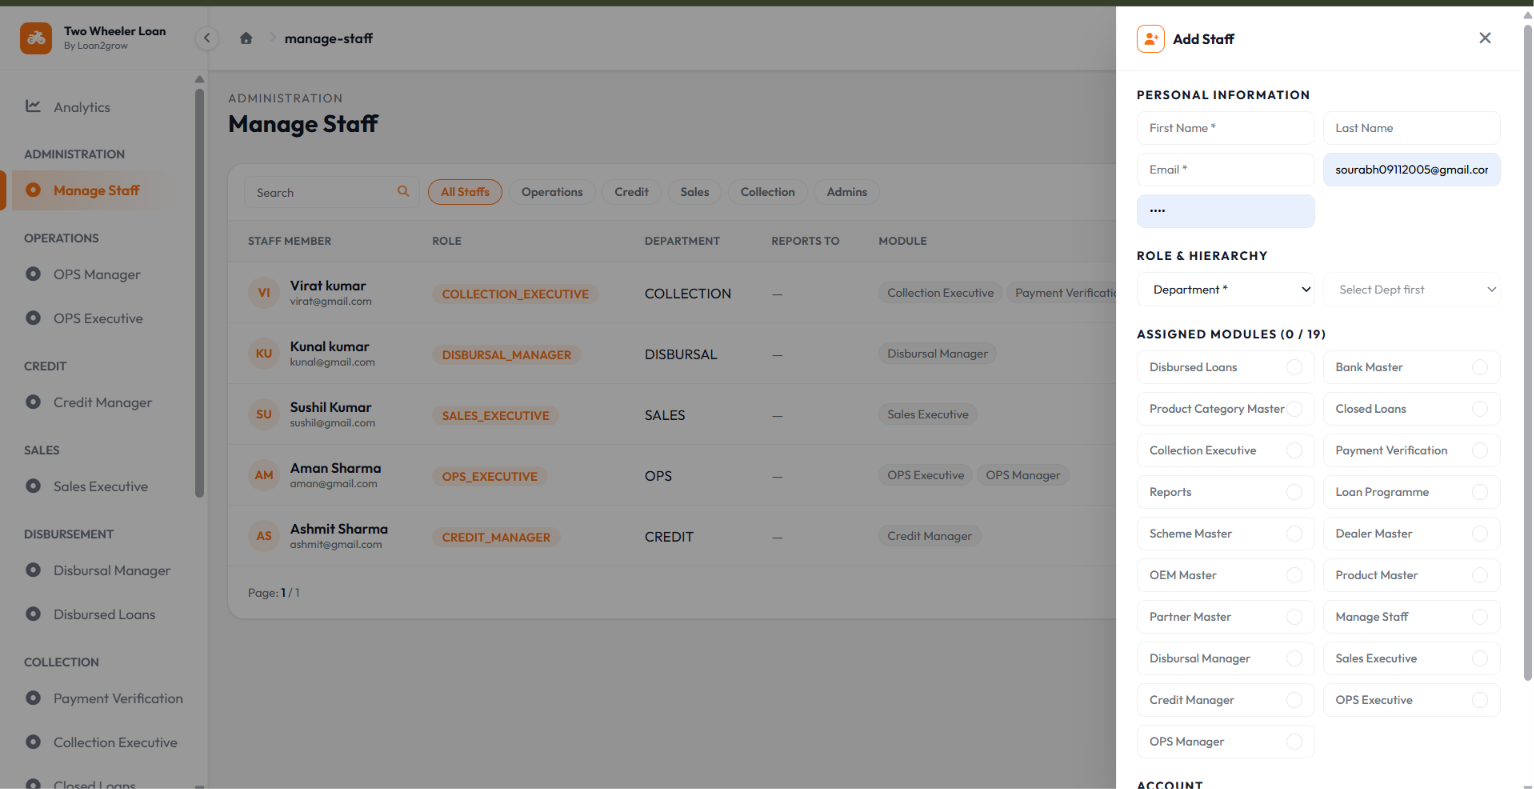 Two Wheeler Loan
By Loan2grow
manage-staff
Analytics
ADMINISTRATION
Manage Staff
OPERATIONS
OPS Manager
OPS Executive
CREDIT
Credit Manager
SALES
Sales Executive
DISBURSEMENT
Disbursal Manager
Disbursed Loans
COLLECTION
Payment Verification
Collection Executive
Closed Loans
ADMINISTRATION
Manage Staff
Search
All Staffs
Operations
Credit
Sales
Collection
Admins
STAFF MEMBER ROLE DEPARTMENT REPORTS TO MODULE
VI Virat kumar COLLECTION_EXECUTIVE COLLECTION — Collection Executive Payment Verificatio
virat@gmail.com
KU Kunal kumar DISBURSAL_MANAGER DISBURSAL — Disbursal Manager
kunal@gmail.com
SU Sushil Kumar SALES_EXECUTIVE SALES — Sales Executive
sushil@gmail.com
AM Aman Sharma OPS_EXECUTIVE OPS — OPS Executive OPS Manager
aman@gmail.com
AS Ashmit Sharma CREDIT_MANAGER CREDIT — Credit Manager
ashmit@gmail.com
Page: 1 / 1
Add Staff
PERSONAL INFORMATION
First Name * Last Name
Email * sourabh09112005@gmail.cor
••••
ROLE & HIERARCHY
Department * Select Dept first
ASSIGNED MODULES (0 / 19)
Disbursed Loans Bank Master
Product Category Master Closed Loans
Collection Executive Payment Verification
Reports Loan Programme
Scheme Master Dealer Master
OEM Master Product Master
Partner Master Manage Staff
Disbursal Manager Sales Executive
Credit Manager OPS Executive
OPS Manager
ACCOUNT